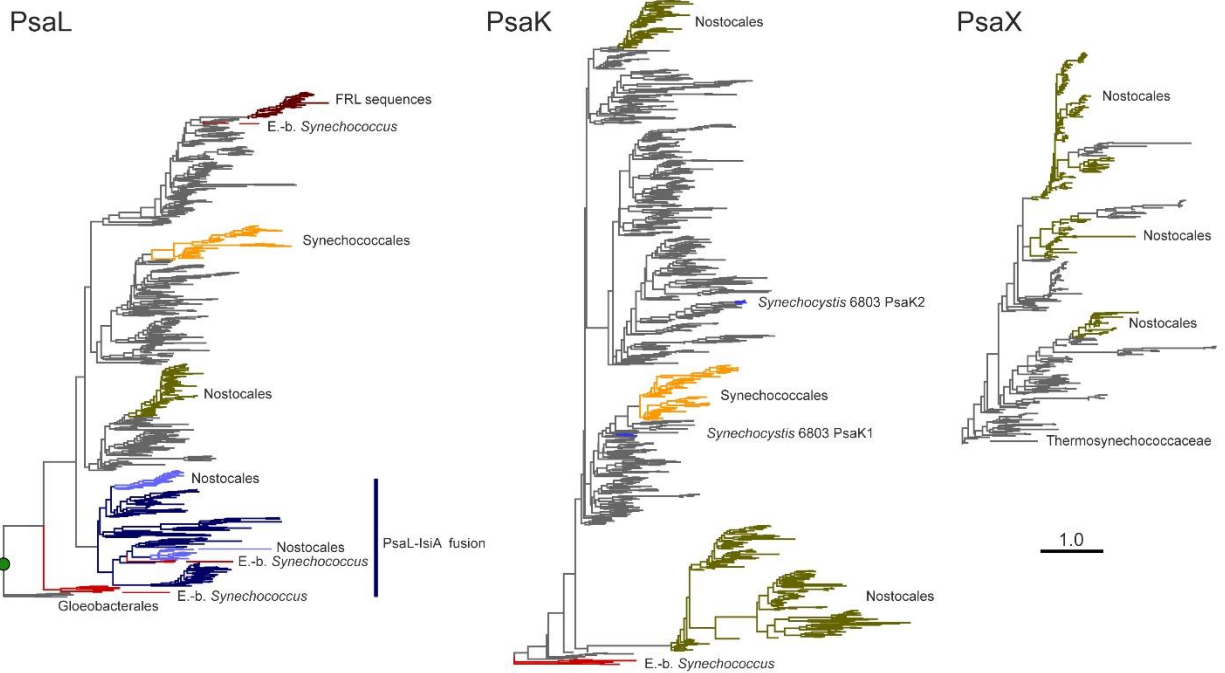 PsaL
FRL sequences
E.-b. Synechococcus
Synechococcales
Nostocales
Nostocales
Nostocales
E.-b. Synechococcus
PsaL-IsiA fusion
E.-b. Synechococcus
Gloeobacterales
PsaK
Nostocales
Synechocystis 6803 PsaK2
Synechococcales
Synechocystis 6803 PsaK1
Nostocales
E.-b. Synechococcus
PsaX
Nostocales
Nostocales
Nostocales
Thermosynechococcaceae
1.0